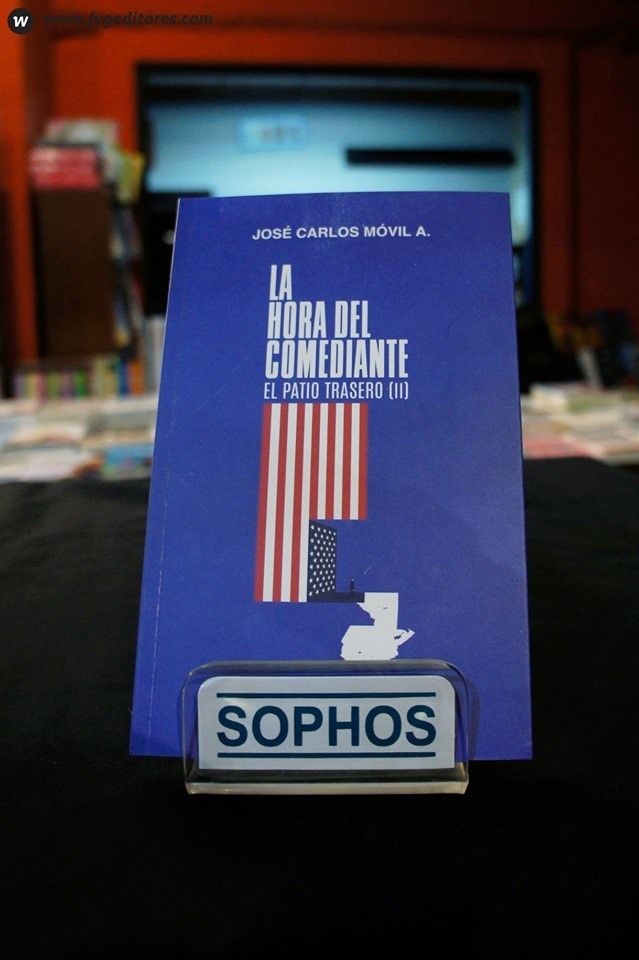 w www.fygeditores.com
JOSÉ CARLOS MÓVIL A.
LA
HORA DEL
COMEDIANTE
EL PATIO TRASERO (II)
SOPHOS